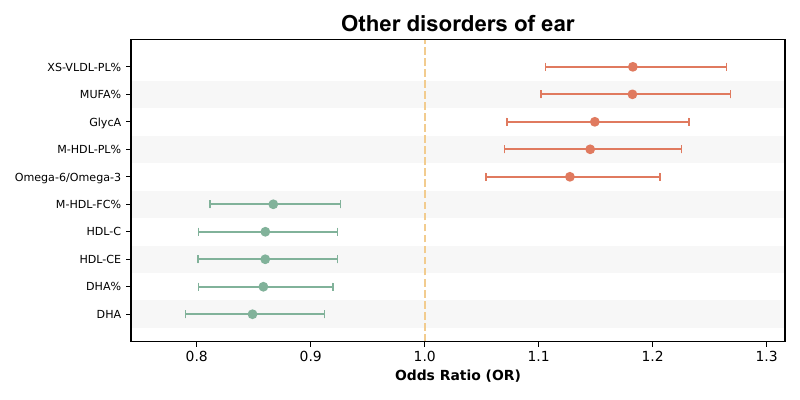 Other disorders of ear
XS-VLDL-PL%
MUFA%
GlycA
M-HDL-PL%
Omega-6/Omega-3
M-HDL-FC%
HDL-C
HDL-CE
DHA%
DHA
0.8 0.9 1.0 1.1 1.2 1.3
Odds Ratio (OR)